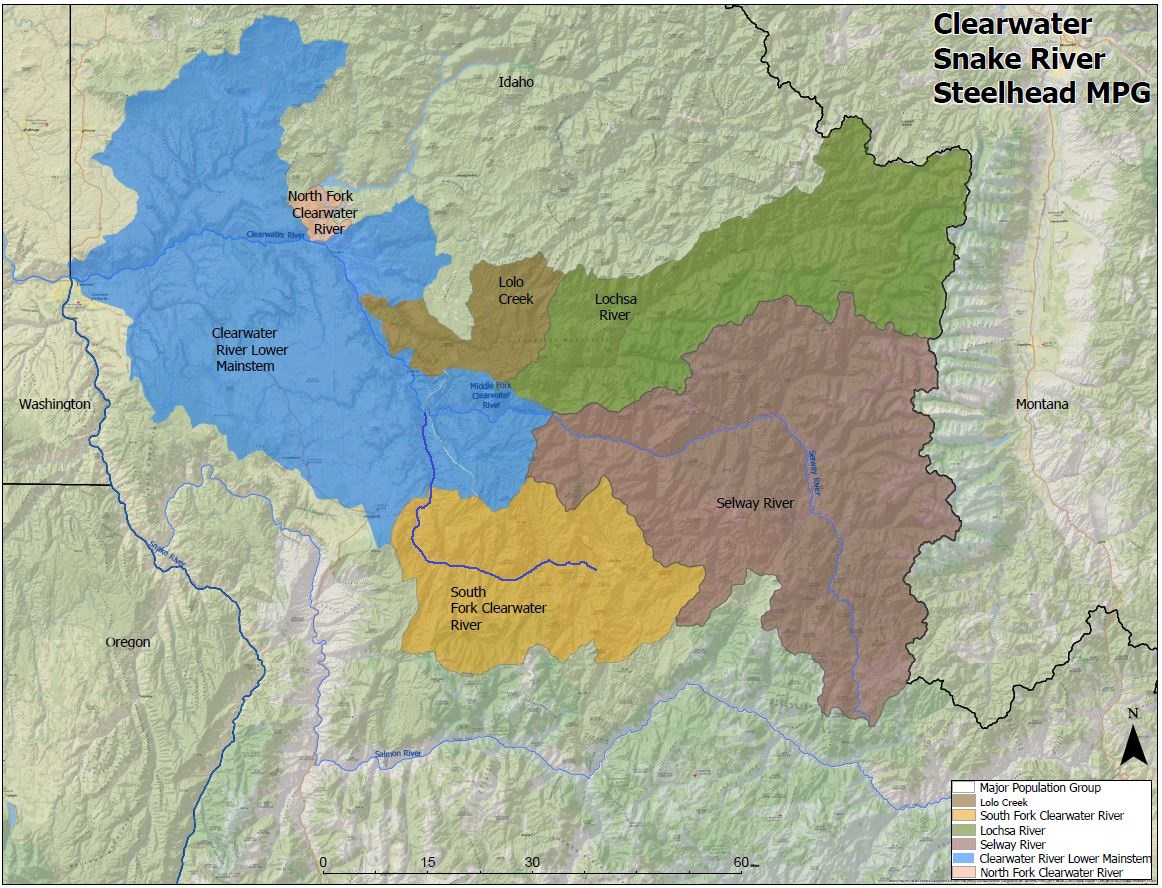 Clearwater
Snake River
Steelhead MPG
Idaho
North Fork
Clearwater
River
Clearwater River
Lolo
Creek
Lochsa
River
Clearwater
River Lower
Mainstem
Middle Fork
Clearwater
River
Washington
Montana
Selway River
Selway River
Snake River
South
Fork Clearwater
River
Oregon
Salmon River
N
Major Population Group
Lolo Creek
South Fork Clearwater River
Lochsa River
Selway River
Clearwater River Lower Mainstem
North Fork Clearwater River
0 15 30 60